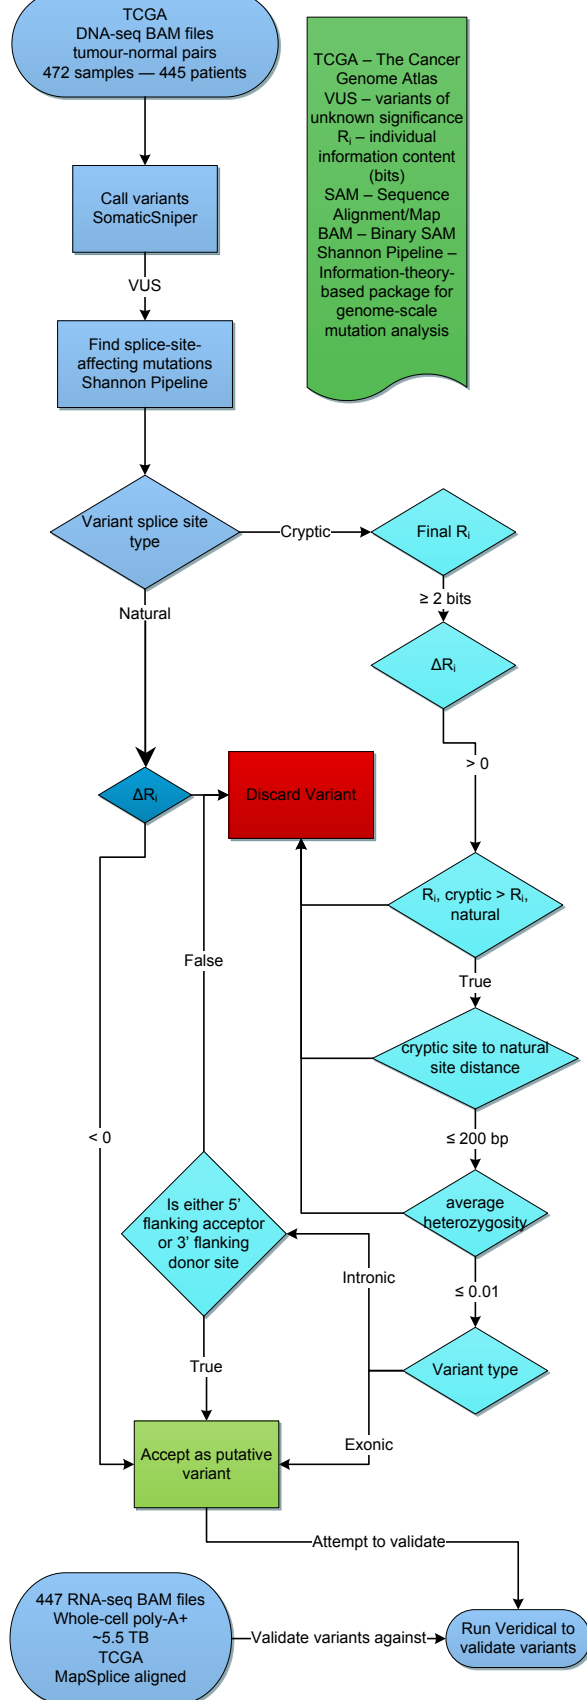 TCGA
DNA-seq BAM files
tumour-normal pairs
472 samples — 445 patients
TCGA – The Cancer
Genome Atlas
VUS – variants of
unknown significance
Rᵢ – individual
information content
(bits)
SAM – Sequence
Alignment/Map
BAM – Binary SAM
Shannon Pipeline –
Information-theory-
based package for
genome-scale
mutation analysis
Call variants
SomaticSniper
VUS
Find splice-site-
affecting mutations
Shannon Pipeline
Variant splice site
type
Cryptic
Final Rᵢ
≥ 2 bits
Natural
ΔRᵢ
> 0
ΔRᵢ
Discard Variant
Rᵢ, cryptic > Rᵢ,
natural
False
True
cryptic site to natural
site distance
< 0
≤ 200 bp
Is either 5'
flanking acceptor
or 3' flanking
donor site
average
heterozygosity
Intronic
≤ 0.01
True
Variant type
Exonic
Accept as putative
variant
Attempt to validate
447 RNA-seq BAM files
Whole-cell poly-A+
~5.5 TB
TCGA
MapSplice aligned
Validate variants against
Run Veridical to
validate variants